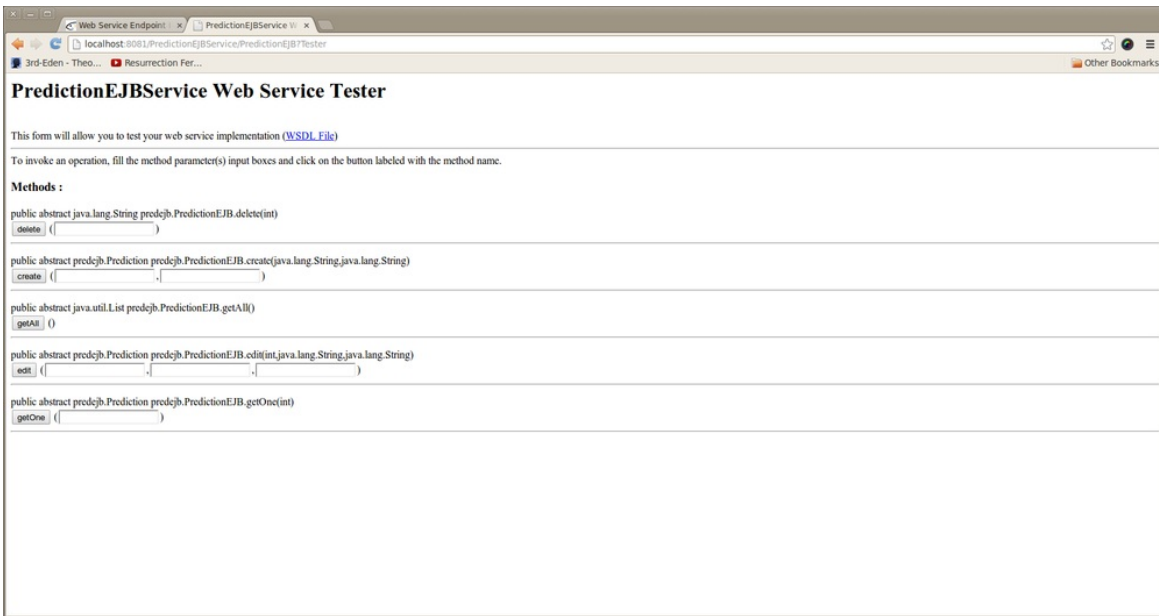 Web Service Endpoint
PredictionEJBService W
localhost:8081/PredictionEJBService/PredictionEJB?Tester
3rd-Eden - Theo...
Resurrection Fer...
Other Bookmarks
PredictionEJBService Web Service Tester
This form will allow you to test your web service implementation (WSDL File)
To invoke an operation, fill the method parameter(s) input boxes and click on the button labeled with the method name.
Methods :
public abstract java.lang.String predejb.PredictionEJB.delete(int)
delete ( )
public abstract predejb.Prediction predejb.PredictionEJB.create(java.lang.String,java.lang.String)
create ( , )
public abstract java.util.List predejb.PredictionEJB.getAll()
getAll ()
public abstract predejb.Prediction predejb.PredictionEJB.edit(int,java.lang.String,java.lang.String)
edit ( , , )
public abstract predejb.Prediction predejb.PredictionEJB.getOne(int)
getOne ( )